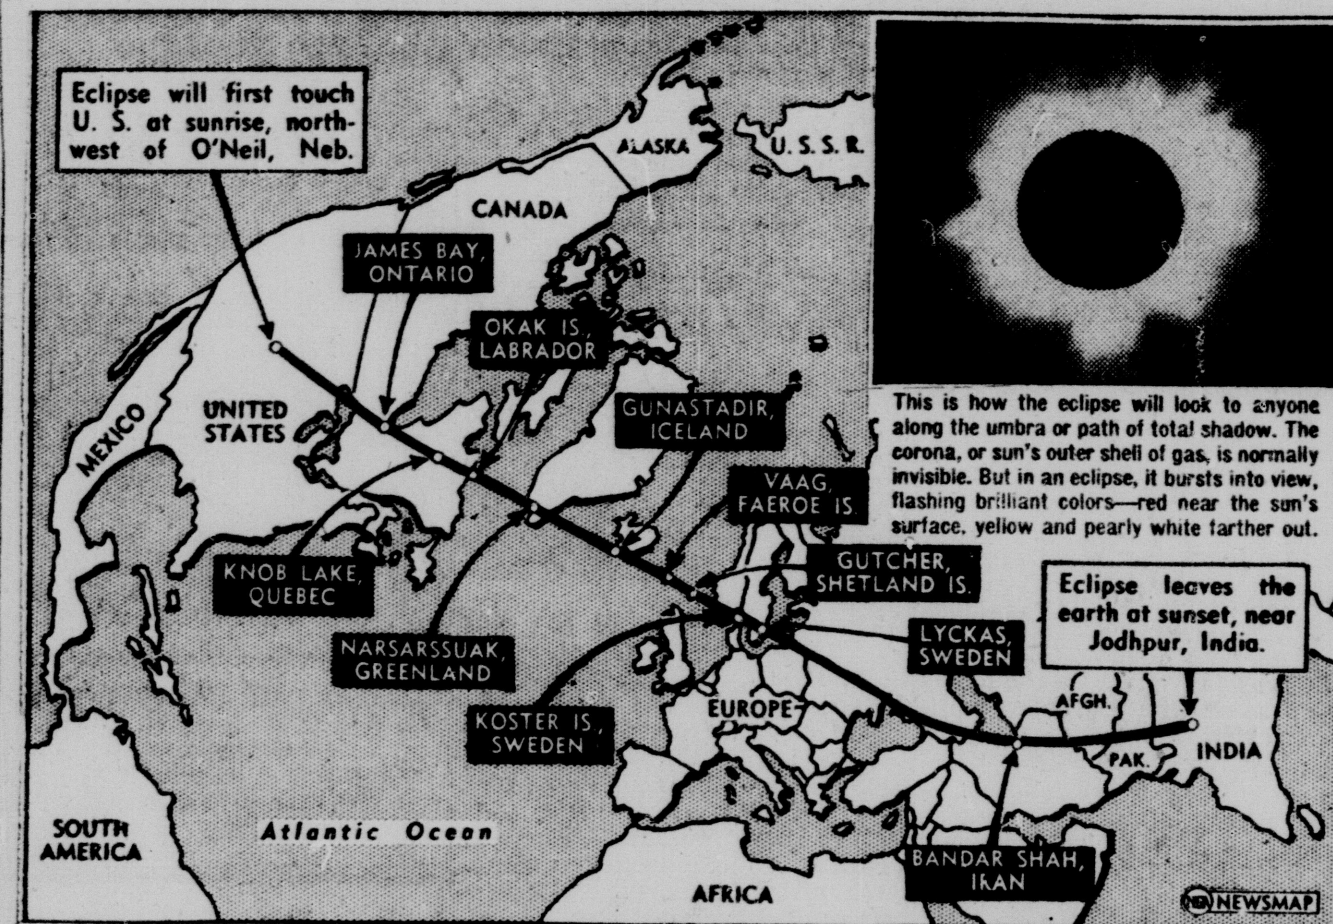 Eclipse will first touch
U. S. at sunrise, north-
west of O'Neil, Neb.
ALASKA
U. S. S. R.
CANADA
JAMES BAY,
ONTARIO
OKAK IS.,
LABRADOR
GUNASTADIR,
ICELAND
This is how the eclipse will look to anyone
along the umbra or path of total shadow. The
corona, or sun's outer shell of gas, is normally
invisible. But in an eclipse, it bursts into view,
flashing brilliant colors—red near the sun's
surface, yellow and pearly white farther out.
MEXICO
UNITED
STATES
VAAG,
FAEROE IS.
KNOB LAKE,
QUEBEC
GUTCHER,
SHETLAND IS.
Eclipse leaves the
earth at sunset, near
Jodhpur, India.
NARSARSSUAK,
GREENLAND
LYCKAS,
SWEDEN
KOSTER IS.,
SWEDEN
EUROPE
AFGH.
PAK.
INDIA
SOUTH
AMERICA
Atlantic Ocean
AFRICA
BANDAR SHAH,
IRAN
NEA NEWSMAP